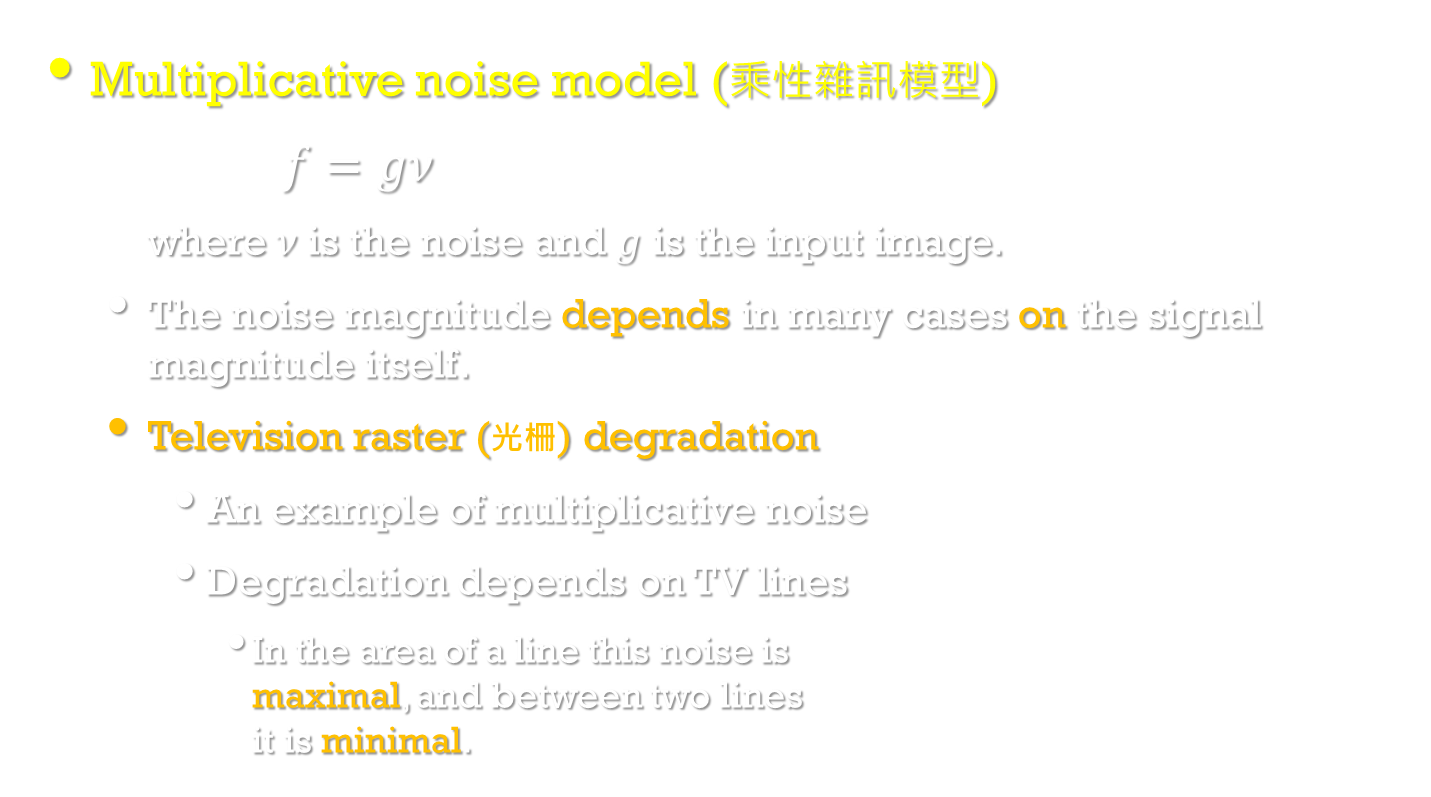 • Multiplicative noise model (乘性雜訊模型)
f = gν
where ν is the noise and g is the input image.
• The noise magnitude depends in many cases on the signal
magnitude itself.
• Television raster (光柵) degradation
• An example of multiplicative noise
• Degradation depends on TV lines
• In the area of a line this noise is
maximal, and between two lines
it is minimal.